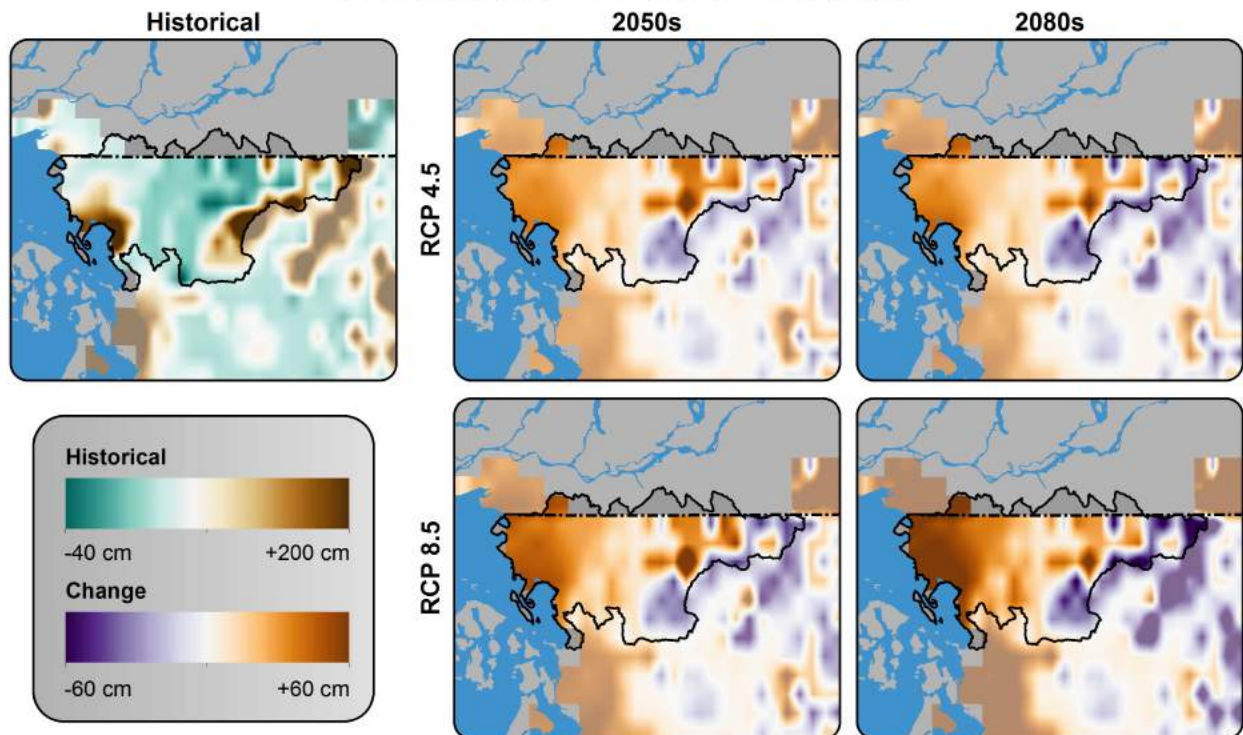 Historical
2050s
2080s
RCP 4.5
Historical
-40 cm +200 cm
Change
-60 cm +60 cm
RCP 8.5